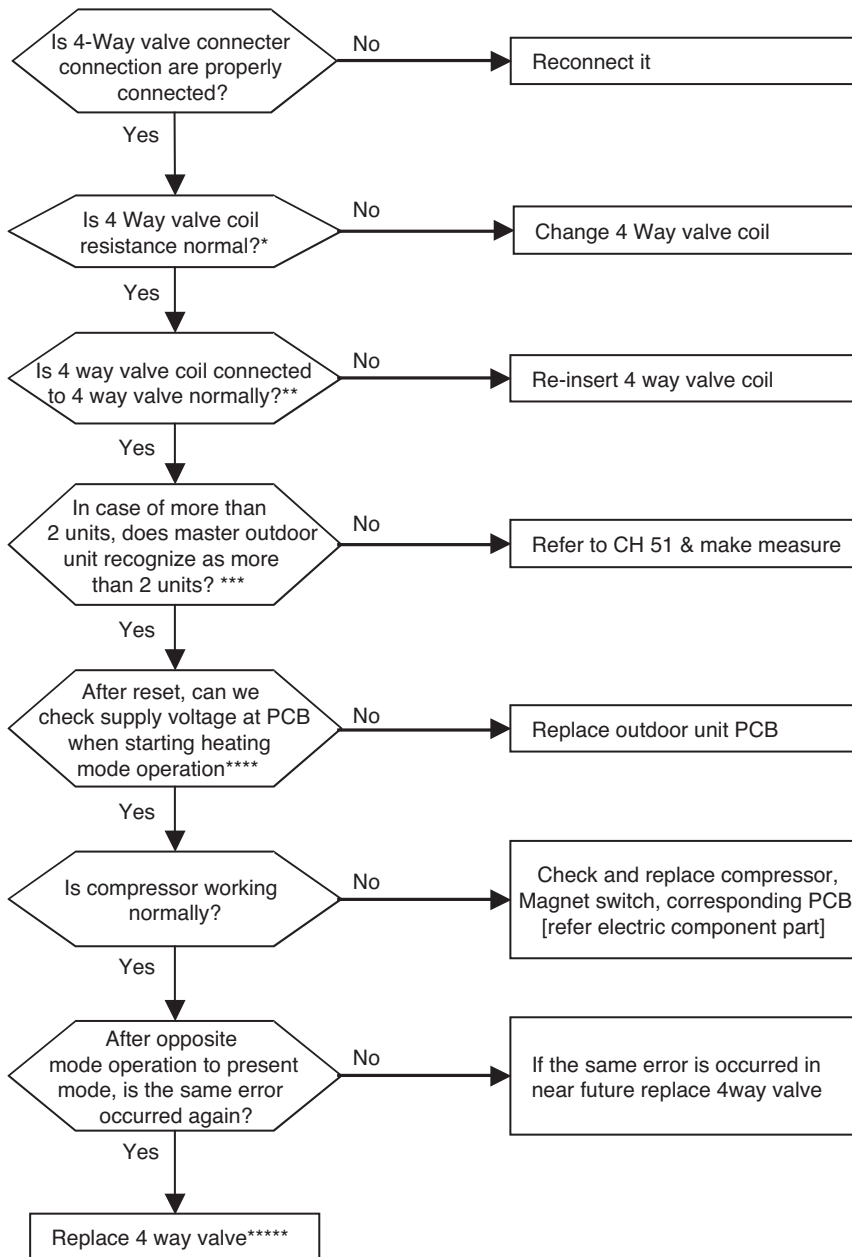 Is 4-Way valve connecter
connection are properly
connected?
No
Reconnect it
Yes
Is 4 Way valve coil
resistance normal?*
No
Change 4 Way valve coil
Yes
Is 4 way valve coil connected
to 4 way valve normally?**
No
Re-insert 4 way valve coil
Yes
In case of more than
2 units, does master outdoor
unit recognize as more
than 2 units? ***
No
Refer to CH 51 & make measure
Yes
After reset, can we
check supply voltage at PCB
when starting heating
mode operation****
No
Replace outdoor unit PCB
Yes
Is compressor working
normally?
No
Check and replace compressor,
Magnet switch, corresponding PCB
[refer electric component part]
Yes
After opposite
mode operation to present
mode, is the same error
occurred again?
No
If the same error is occurred in
near future replace 4way valve
Yes
Replace 4 way valve*****